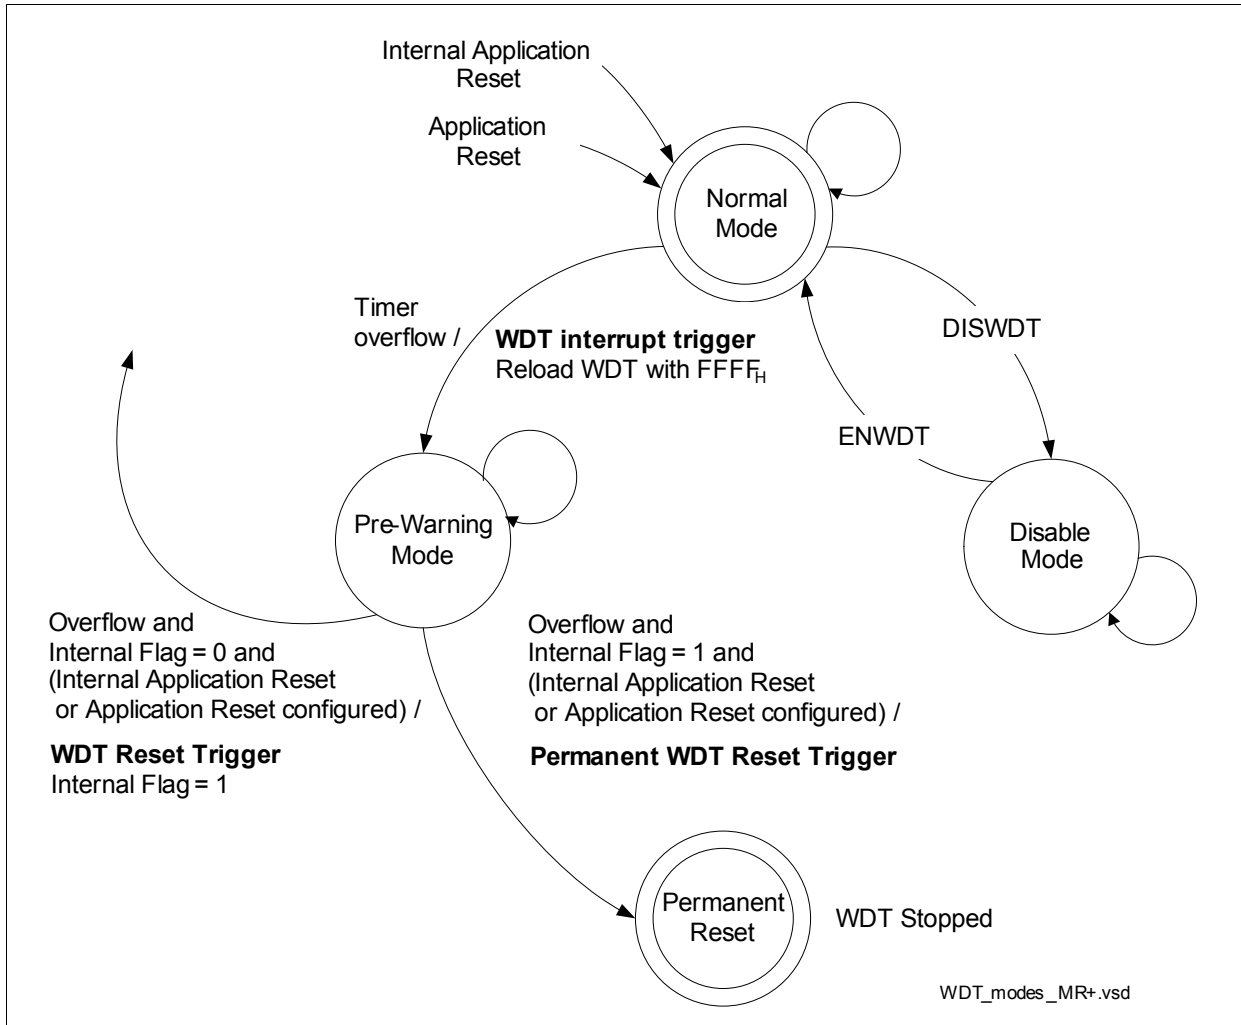 Internal Application
Reset
Application
Reset
Normal
Mode
Timer
overflow /
WDT interrupt trigger
Reload WDT with FFFFH
DISWDT
ENWDT
Pre-Warning
Mode
Disable
Mode
Overflow and
Internal Flag = 0 and
(Internal Application Reset
or Application Reset configured) /
WDT Reset Trigger
Internal Flag = 1
Overflow and
Internal Flag = 1 and
(Internal Application Reset
or Application Reset configured) /
Permanent WDT Reset Trigger
Permanent
Reset
WDT Stopped
WDT_modes_MR+.vsd